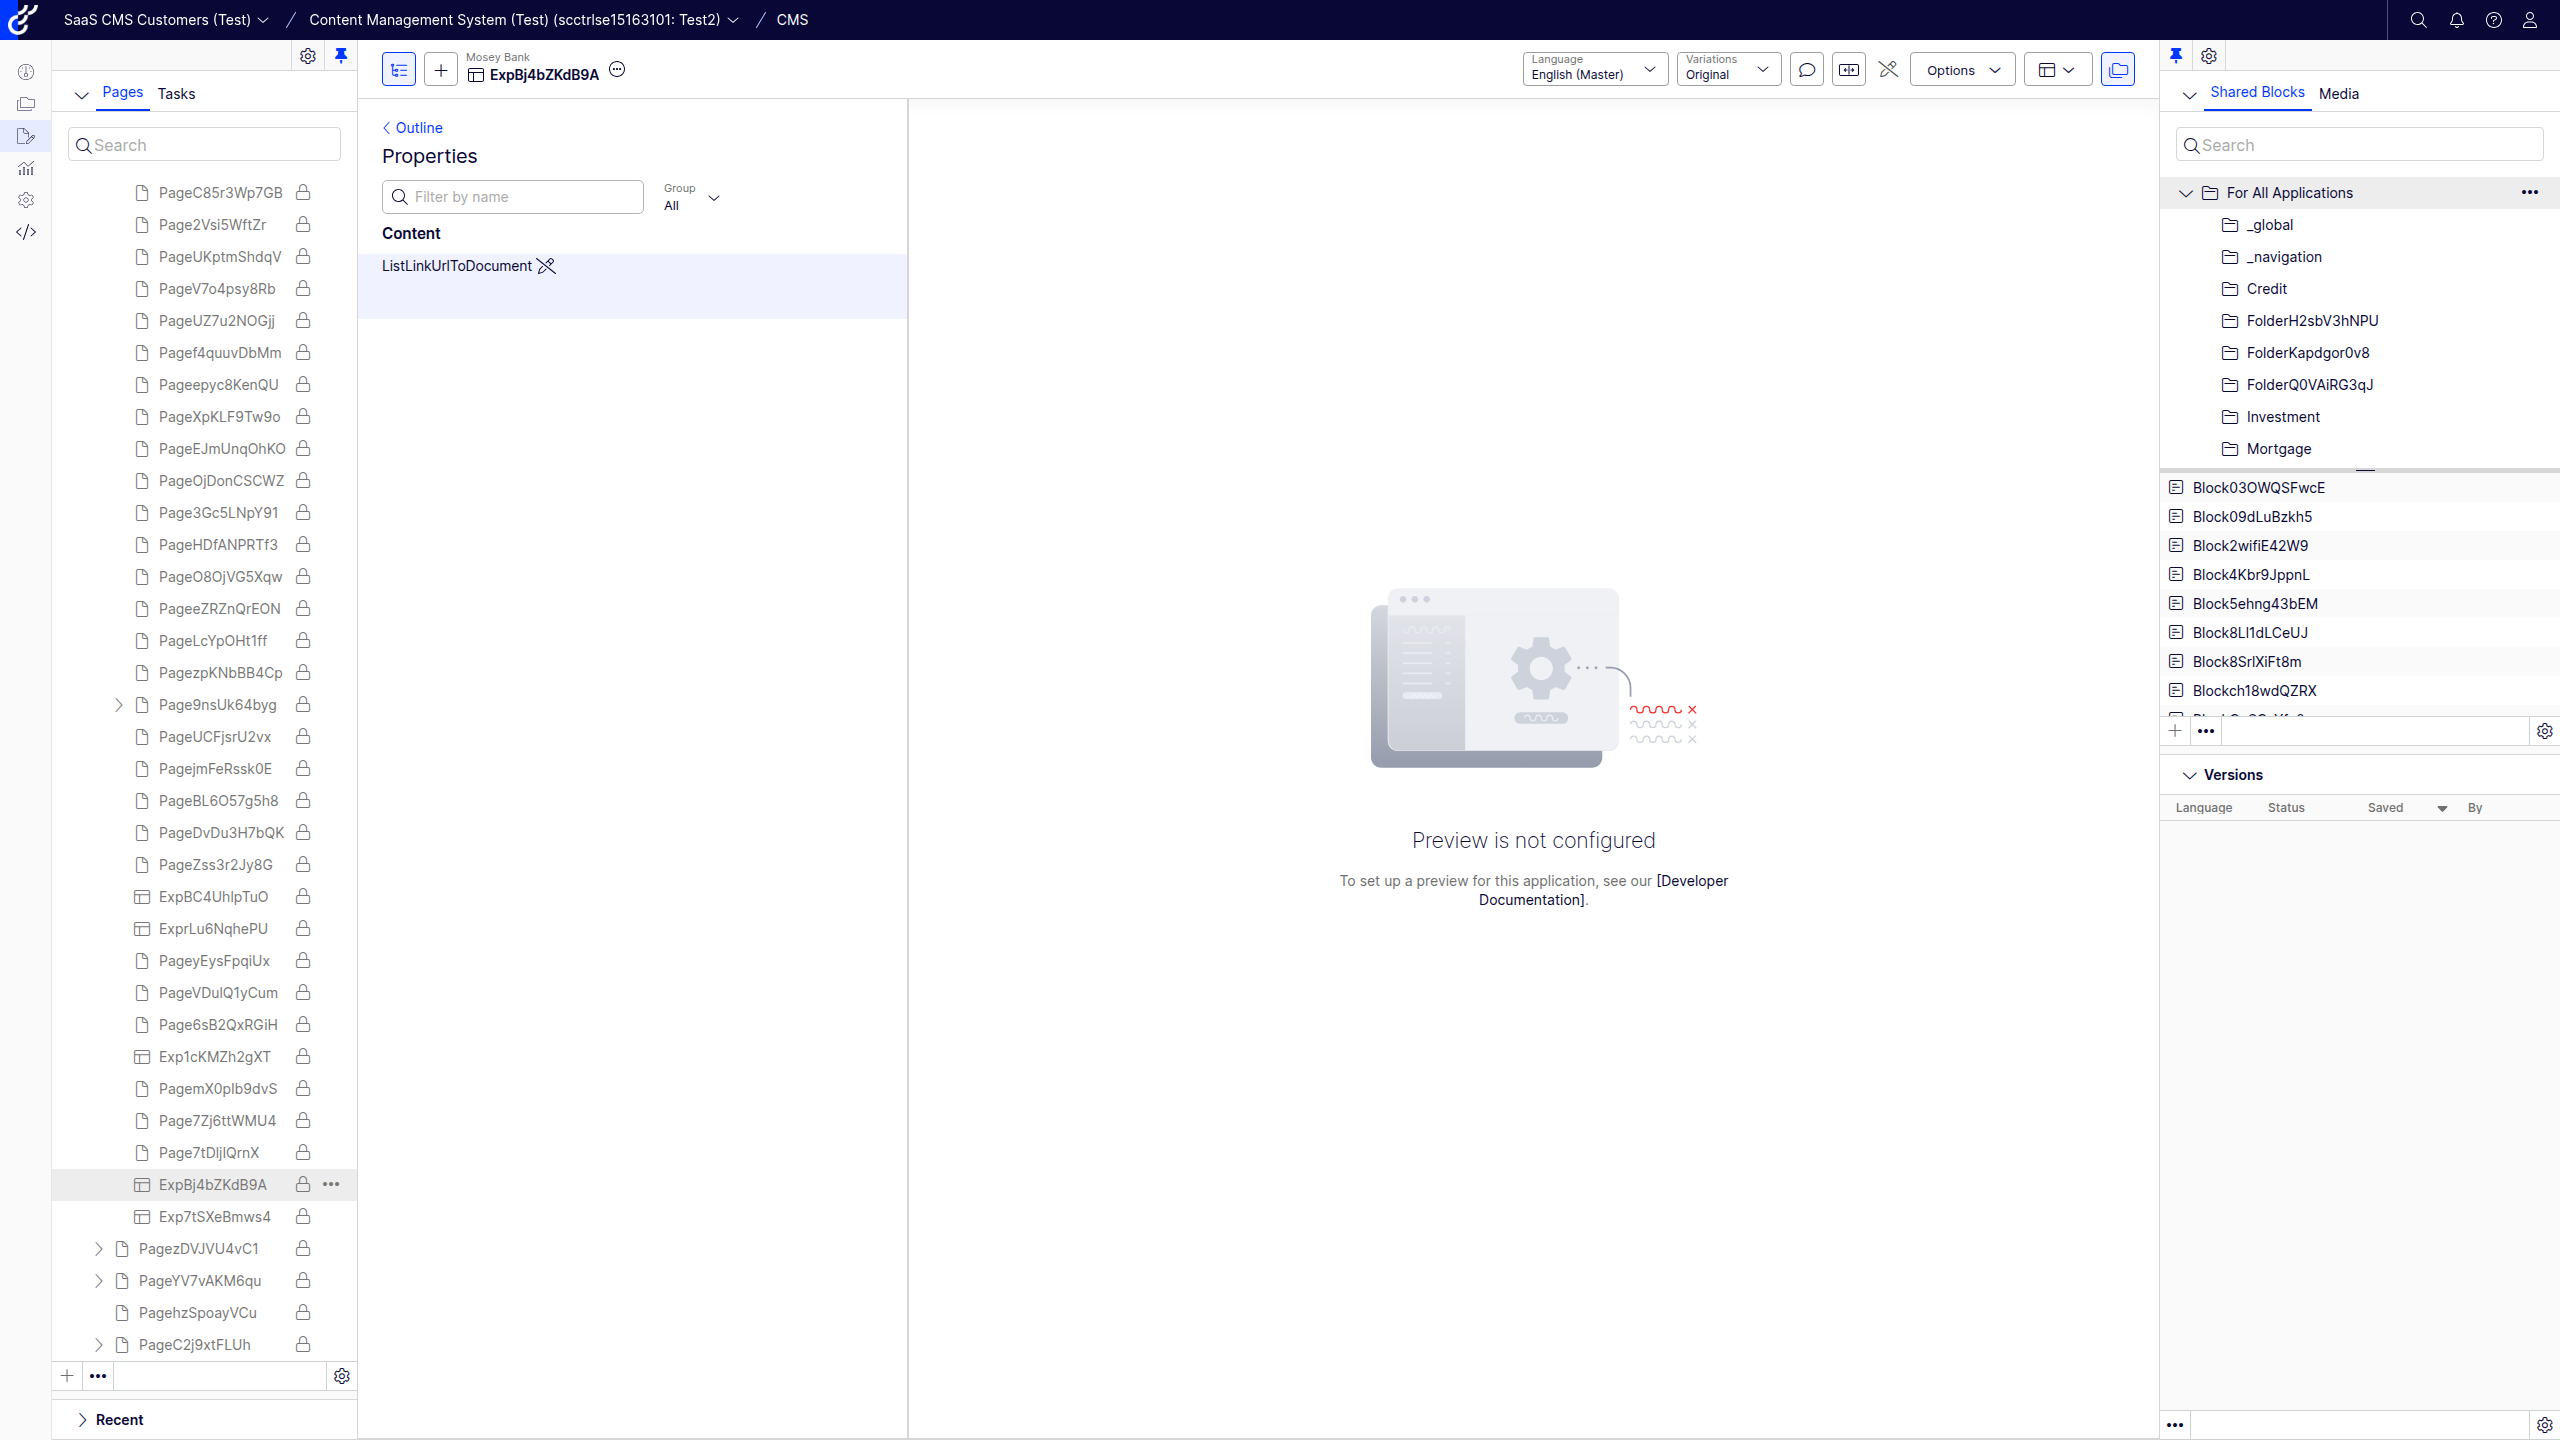 SaaS CMS Customers (Test) / Content Management System (Test) (scctrlse15163101: Test2) / CMS
Pages Tasks
Search
PageC85r3Wp7GB
Page2Vsi5WftZr
PageUKptmShdqV
PageV7o4psy8Rb
PageUZ7u2NOGjj
Pagef4quuvDbMm
Pageepyc8KenQU
PageXpKLF9Tw9o
PageEJmUnqOhKO
PageOjDonCSCWZ
Page3Gc5LNpY91
PageHDfANPRTf3
PageO8OjVG5Xqw
PageeZRZnQrEON
PageLcYpOHt1ff
PagezpKNbBB4Cp
Page9nsUk64byg
PageUCFjsrU2vx
PagejmFeRssk0E
PageBL6O57g5h8
PageDvDu3H7bQK
PageZss3r2Jy8G
ExpBC4UhlpTuO
ExprLu6NqhePU
PageyEysFpqiUx
PageVDulQ1yCum
Page6sB2QxRGiH
Exp1cKMZh2gXT
PagemX0plb9dvS
Page7Zj6ttWMU4
Page7tDljlQrnX
ExpBj4bZKdB9A
Exp7tSXeBmws4
PagezDVJVU4vC1
PageYV7vAKM6qu
PagehzSpoayVCu
PageC2j9xtFLUh
Recent
Mosey Bank
ExpBj4bZKdB9A
Language
English (Master)
Variations
Original
Options
Outline
Properties
Filter by name
Group
All
Content
ListLinkUrlToDocument
Preview is not configured
To set up a preview for this application, see our [Developer
Documentation].
Shared Blocks Media
Search
For All Applications
_global
_navigation
Credit
FolderH2sbV3hNPU
FolderKapdgor0v8
FolderQ0VAiRG3qJ
Investment
Mortgage
Block03OWQSFwcE
Block09dLuBzkh5
Block2wifiE42W9
Block4Kbr9JppnL
Block5ehng43bEM
Block8Ll1dLCeUJ
Block8SrlXiFt8m
Blockch18wdQZRX
Versions
Language Status Saved By